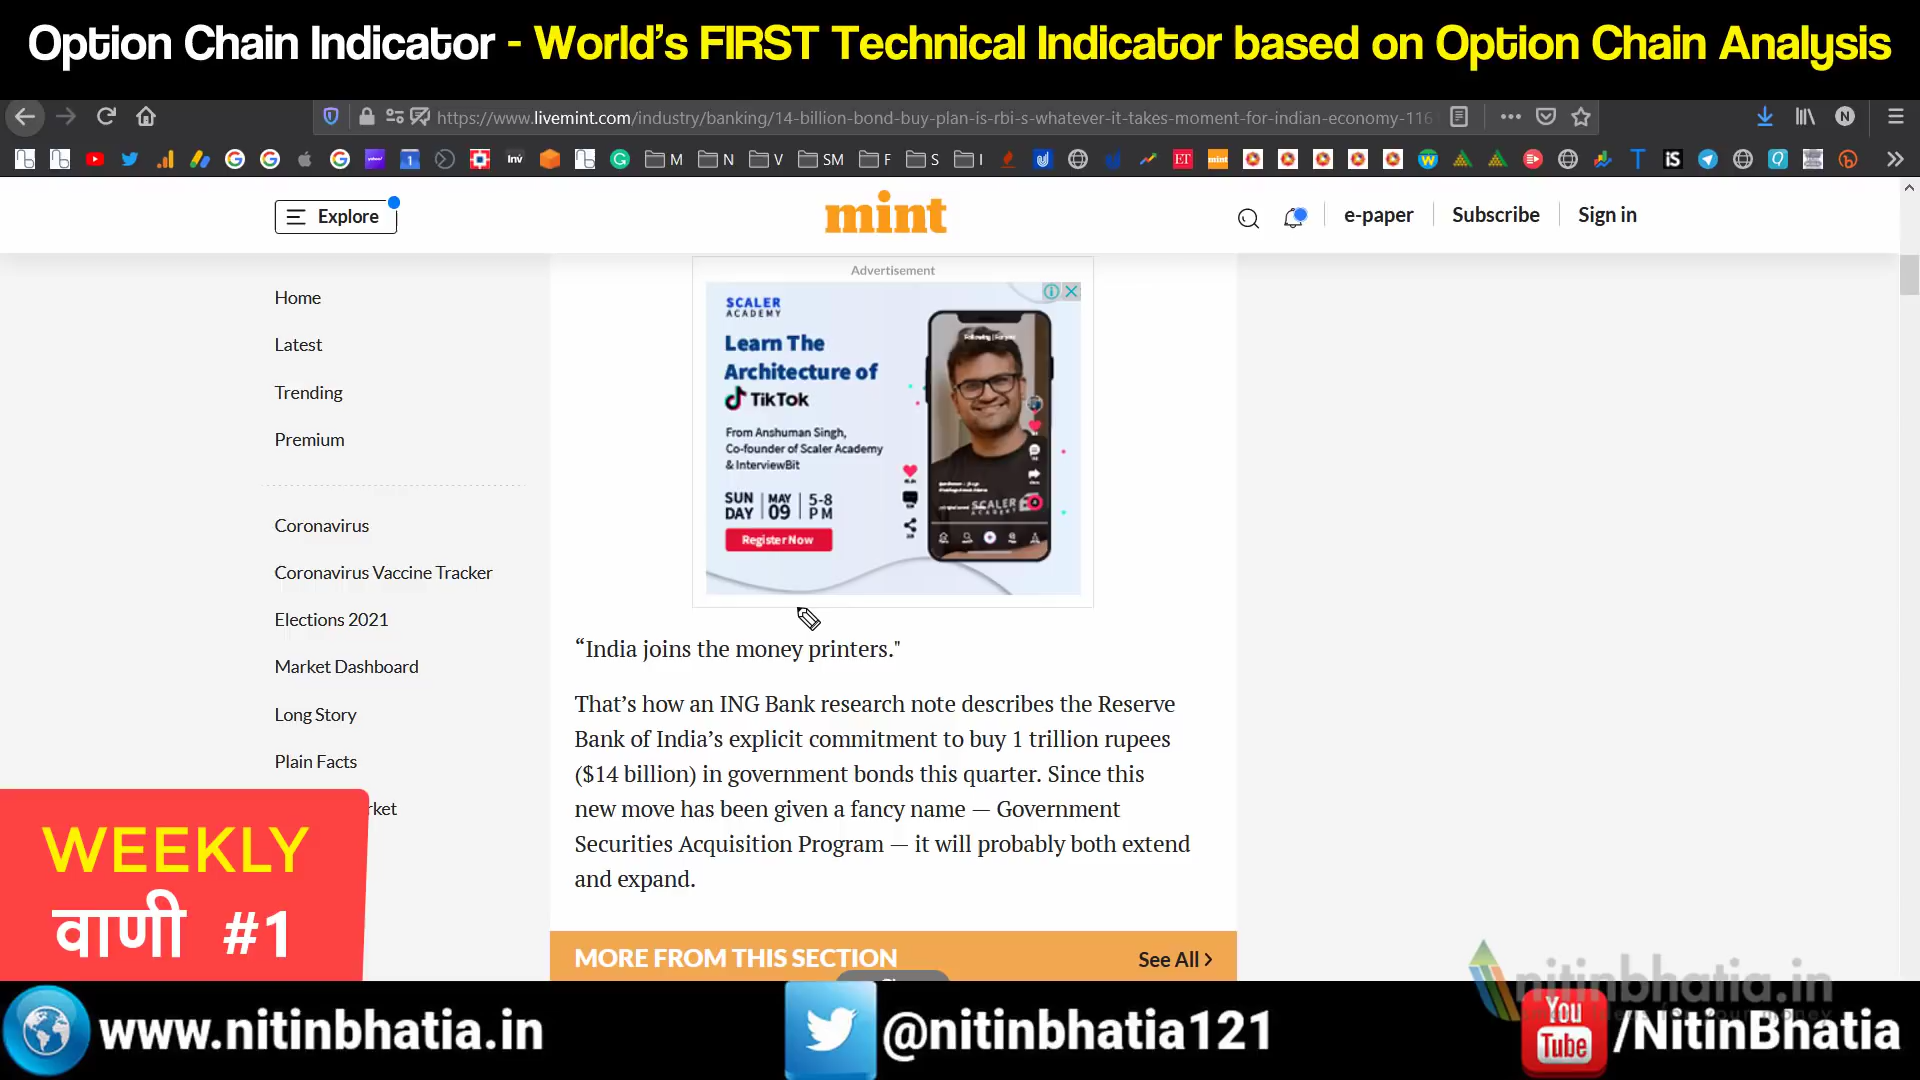 Option Chain Indicator - World's FIRST Technical Indicator based on Option Chain Analysis
https://www.livemint.com/industry/banking/14-billion-bond-buy-plan-is-rbi-s-whatever-it-takes-moment-for-indian-economy-116
M N V SM F S I
Explore
mint
e-paper
Subscribe
Sign in
Home
Latest
Trending
Premium
Coronavirus
Coronavirus Vaccine Tracker
Elections 2021
Market Dashboard
Long Story
Plain Facts
rket
Advertisement
SCALER
ACADEMY
Learn The
Architecture of
TikTok
From Anshuman Singh,
Co-founder of Scaler Academy
& InterviewBit
SUN DAY | MAY 09 | 5-8 PM
Register Now
SCALER
“India joins the money printers."
That’s how an ING Bank research note describes the Reserve
Bank of India’s explicit commitment to buy 1 trillion rupees
($14 billion) in government bonds this quarter. Since this
new move has been given a fancy name — Government
Securities Acquisition Program — it will probably both extend
and expand.
MORE FROM THIS SECTION
See All
WEEKLY
वाणी #1
nitinbhatia.in
www.nitinbhatia.in
@nitinbhatia121
You
Tube
/NitinBhatia